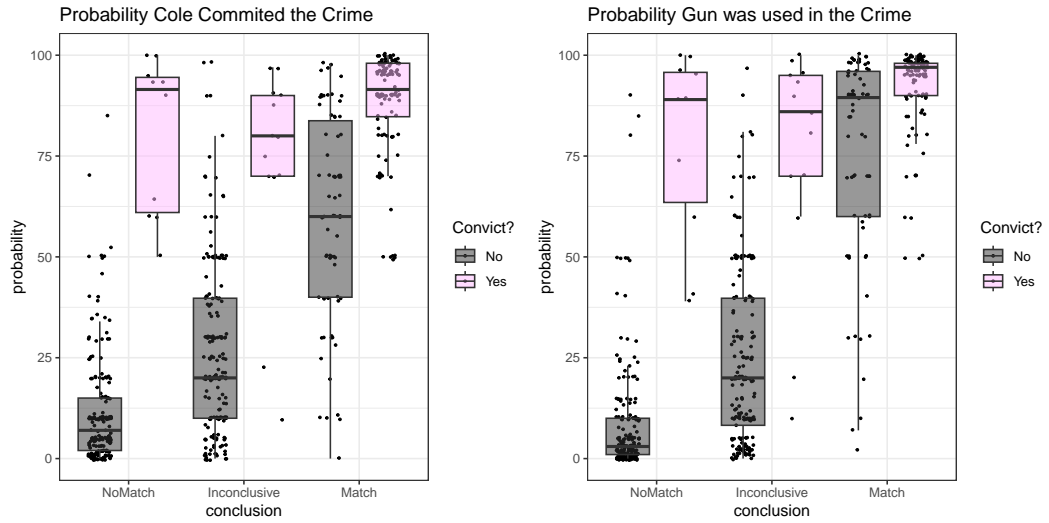 Probability Cole Commited the Crime
100
75
50
25
0
probability
NoMatch
Inconclusive
Match
conclusion
Convict?
No
Yes
Probability Gun was used in the Crime
100
75
50
25
0
probability
NoMatch
Inconclusive
Match
conclusion
Convict?
No
Yes